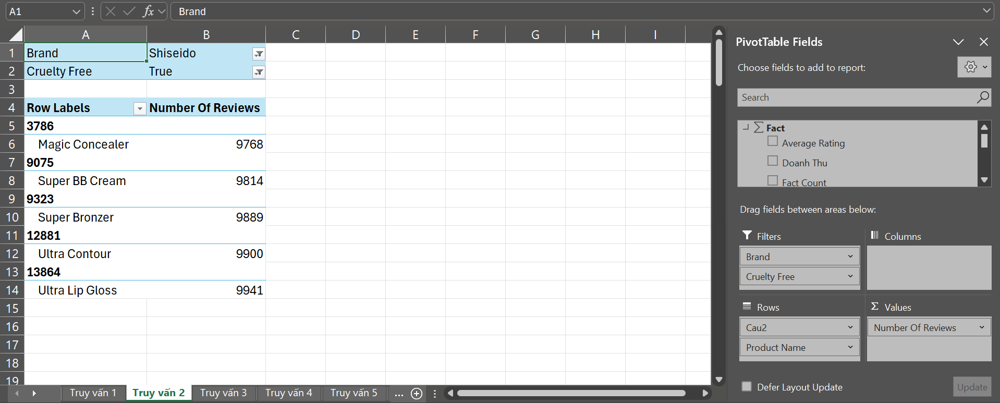 A1
fx
Brand
A B C D E F G H I
1 Brand Shiseido
2 Cruelty Free True
3
4 Row Labels Number Of Reviews
5 3786
6 Magic Concealer 9768
7 9075
8 Super BB Cream 9814
9 9323
10 Super Bronzer 9889
11 12881
12 Ultra Contour 9900
13 13864
14 Ultra Lip Gloss 9941
15
16
17
18
19
Truy vấn 1 Truy vấn 2 Truy vấn 3 Truy vấn 4 Truy vấn 5 ...
PivotTable Fields
Choose fields to add to report:
Search
Σ Fact
Average Rating
Doanh Thu
Fact Count
Drag fields between areas below:
Filters
Brand
Cruelty Free
Columns
Rows
Cau2
Product Name
Σ Values
Number Of Reviews
Defer Layout Update
Update